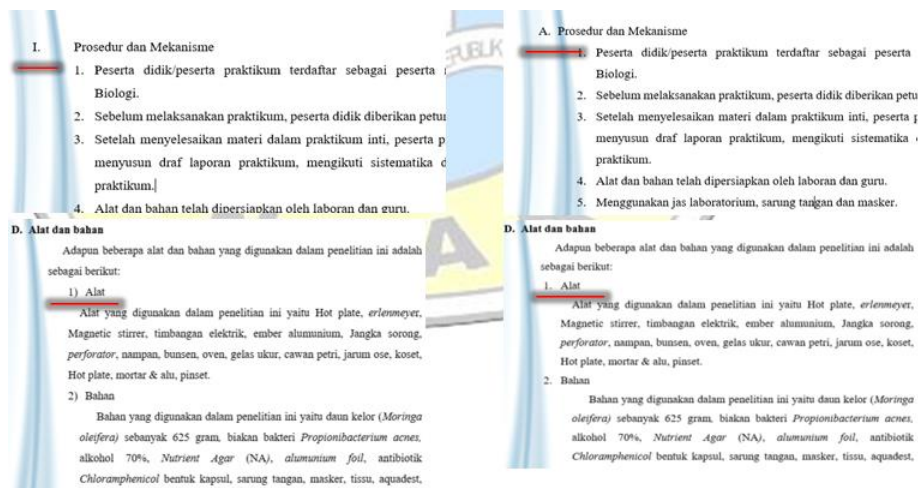 I. Prosedur dan Mekanisme
1. Peserta didik/peserta praktikum terdaftar sebagai peserta
Biologi.
2. Sebelum melaksanakan praktikum, peserta didik diberikan petu
3. Setelah menyelesaikan materi dalam praktikum inti, peserta p
menyusun draf laporan praktikum, mengikuti sistematika
praktikum.
4. Alat dan bahan telah dipersiapkan oleh laboran dan guru.
D. Alat dan bahan
Adapun beberapa alat dan bahan yang digunakan dalam penelitian ini adalah
sebagai berikut:
1) Alat
Alat yang digunakan dalam penelitian ini yaitu Hot plate, erlenmeyer,
Magnetic stirrer, timbangan elektrik, ember alumunium, Jangka sorong,
perforator, nampan, bunsen, oven, gelas ukur, cawan petri, jarum ose, koset,
Hot plate, mortar & alu, pinset.
2) Bahan
Bahan yang digunakan dalam penelitian ini yaitu daun kelor (Moringa
oleifera) sebanyak 625 gram, biakan bakteri Propionibacterium acnes,
alkohol 70%, Nutrient Agar (NA), alumunium foil, antibiotik
Chloramphenicol bentuk kapsul, sarung tangan, masker, tissu, aquadest,
A. Prosedur dan Mekanisme
1. Peserta didik/peserta praktikum terdaftar sebagai peserta
Biologi.
2. Sebelum melaksanakan praktikum, peserta didik diberikan petu
3. Setelah menyelesaikan materi dalam praktikum inti, peserta p
menyusun draf laporan praktikum, mengikuti sistematika
praktikum.
4. Alat dan bahan telah dipersiapkan oleh laboran dan guru.
5. Menggunakan jas laboratorium, sarung tangan dan masker.
D. Alat dan bahan
Adapun beberapa alat dan bahan yang digunakan dalam penelitian ini adalah
sebagai berikut:
1. Alat
Alat yang digunakan dalam penelitian ini yaitu Hot plate, erlenmeyer,
Magnetic stirrer, timbangan elektrik, ember alumunium, Jangka sorong,
perforator, nampan, bunsen, oven, gelas ukur, cawan petri, jarum ose, koset,
Hot plate, mortar & alu, pinset.
2. Bahan
Bahan yang digunakan dalam penelitian ini yaitu daun kelor (Moringa
oleifera) sebanyak 625 gram, biakan bakteri Propionibacterium acnes,
alkohol 70%, Nutrient Agar (NA), alumunium foil, antibiotik
Chloramphenicol bentuk kapsul, sarung tangan, masker, tissu, aquadest,